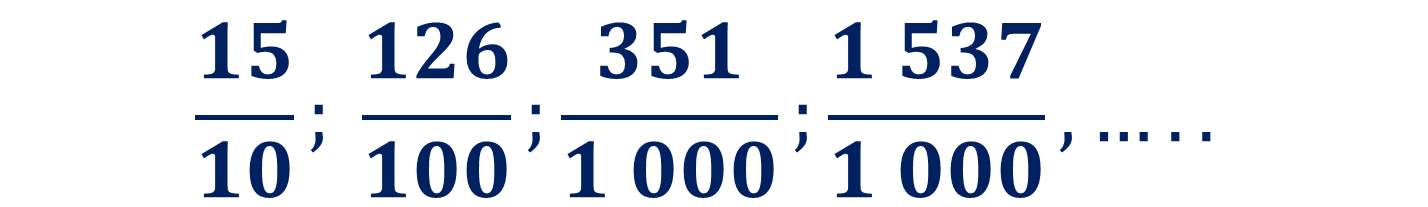 15/10; 126/100; 351/1 000; 1 537/1 000, ... . .